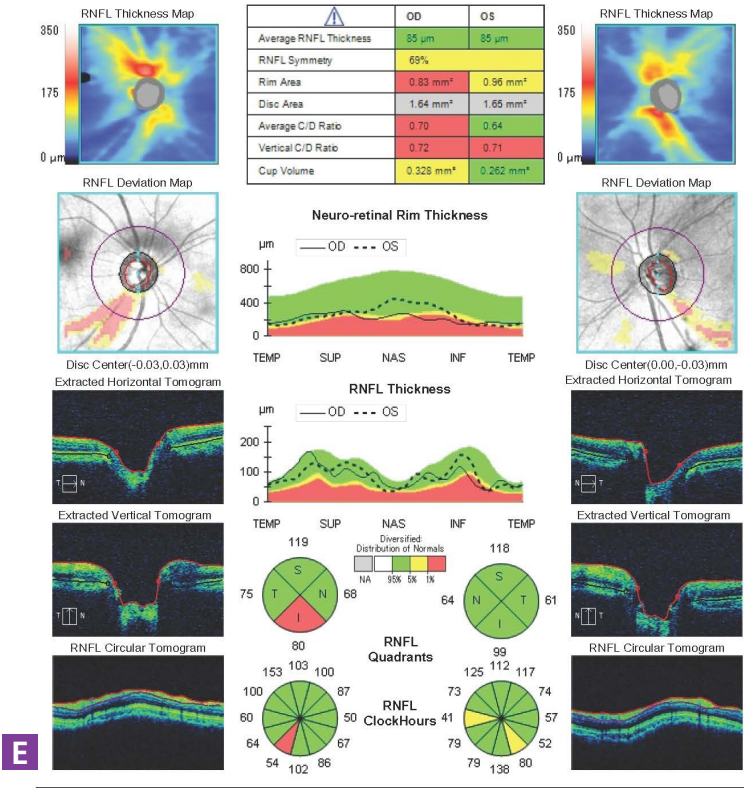 RNFL Thickness Map
350
175
0 µm
OD OS
Average RNFL Thickness 85 µm 85 µm
RNFL Symmetry 69%
Rim Area 0.83 mm² 0.96 mm²
Disc Area 1.64 mm² 1.65 mm²
Average C/D Ratio 0.70 0.64
Vertical C/D Ratio 0.72 0.71
Cup Volume 0.328 mm³ 0.262 mm³
RNFL Thickness Map
350
175
0 µm
RNFL Deviation Map
Disc Center(-0.03,0.03)mm
Neuro-retinal Rim Thickness
µm
OD OS
800
400
0
TEMP SUP NAS INF TEMP
RNFL Deviation Map
Disc Center(0.00,-0.03)mm
Extracted Horizontal Tomogram
T N
RNFL Thickness
µm
OD OS
200
100
0
TEMP SUP NAS INF TEMP
Extracted Horizontal Tomogram
N T
Extracted Vertical Tomogram
T N
Diversified:
Distribution of Normals
NA 95% 5% 1%
119
S
75 T N 68
I
80
118
S
64 N T 61
I
99
RNFL
Quadrants
Extracted Vertical Tomogram
N T
RNFL Circular Tomogram
153 103 100
100 87
60 50
64 67
54 102 86
RNFL
ClockHours
125 112 117
73 74
41 57
79 52
79 138 80
RNFL Circular Tomogram
E